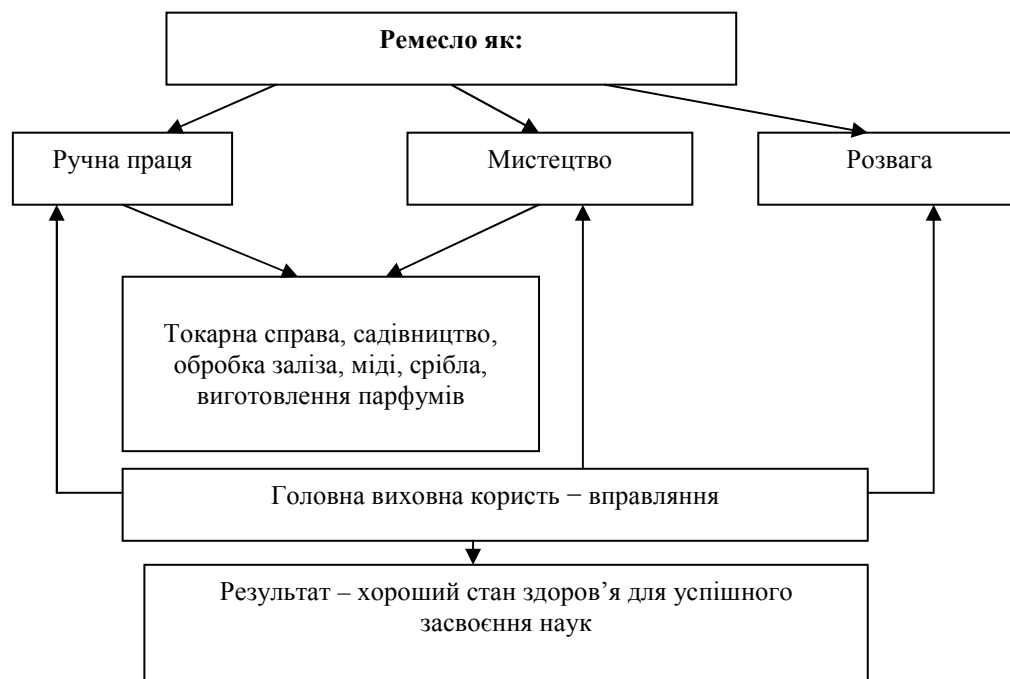 Ремесло як:
Ручна праця
Мистецтво
Розвага
Токарна справа, садівництво,
обробка заліза, міді, срібла,
виготовлення парфумів
Головна виховна користь − вправляння
Результат – хороший стан здоров’я для успішного
засвоєння наук